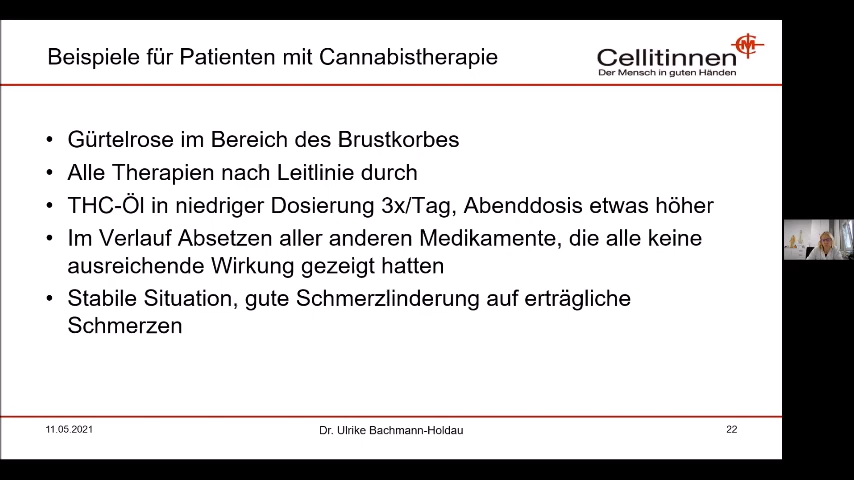 Beispiele für Patienten mit Cannabistherapie
Cellitinnen
Der Mensch in guten Händen
• Gürtelrose im Bereich des Brustkorbes
• Alle Therapien nach Leitlinie durch
• THC-Öl in niedriger Dosierung 3x/Tag, Abenddosis etwas höher
• Im Verlauf Absetzen aller anderen Medikamente, die alle keine
ausreichende Wirkung gezeigt hatten
• Stabile Situation, gute Schmerzlinderung auf erträgliche
Schmerzen
11.05.2021
Dr. Ulrike Bachmann-Holdau
22